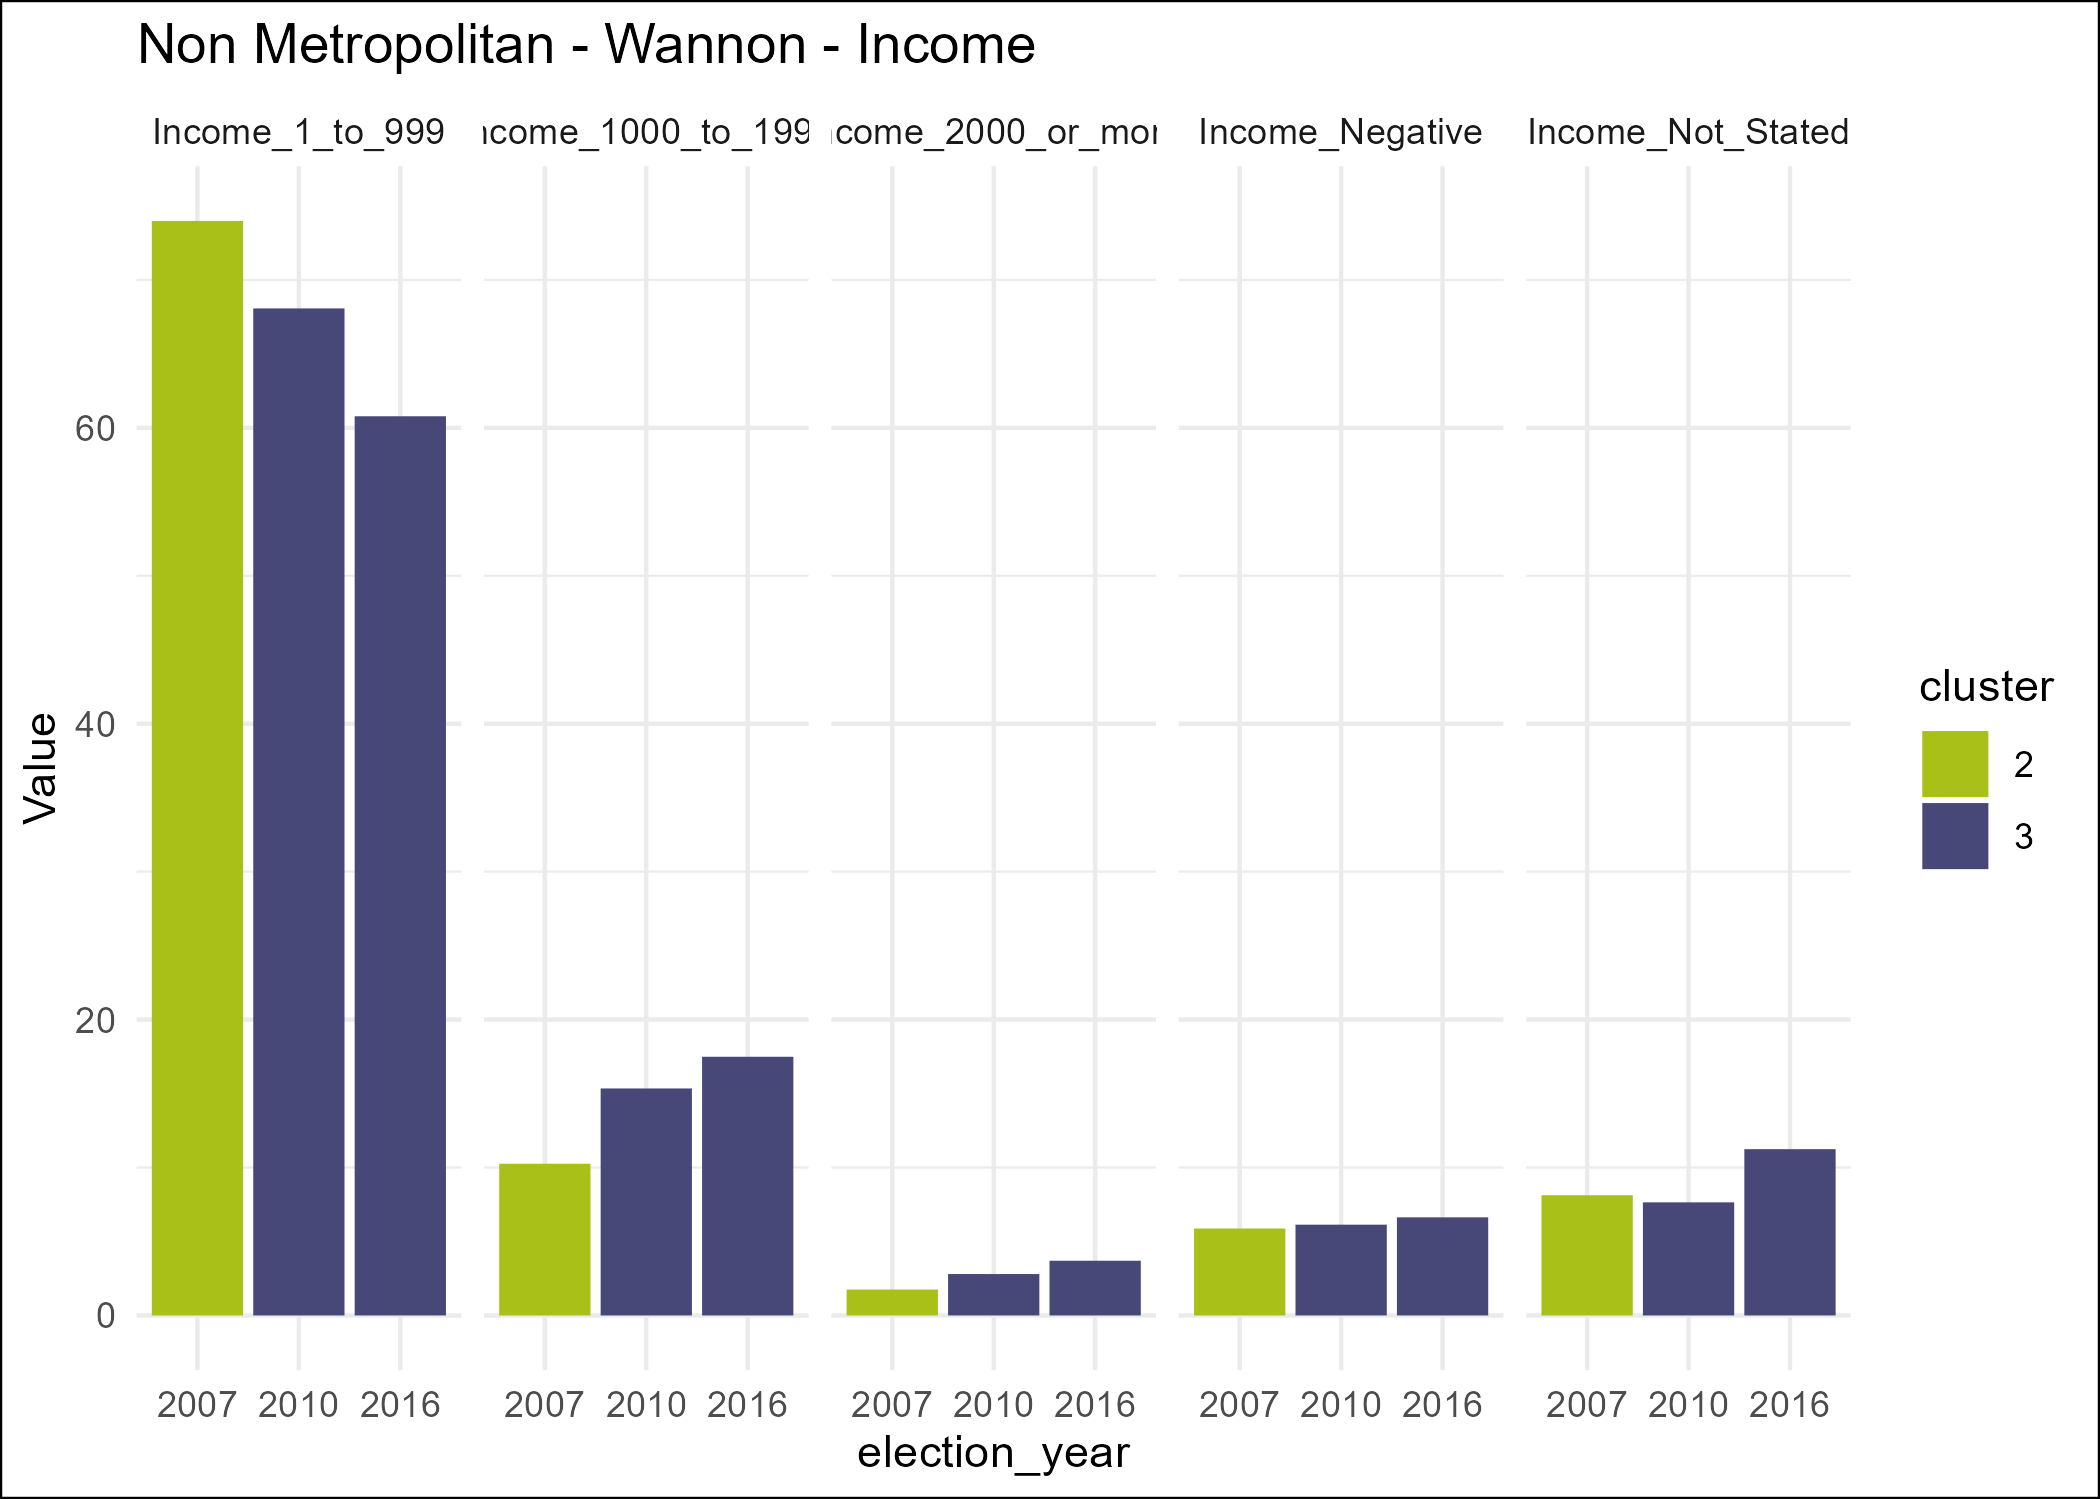 Non Metropolitan - Wannon - Income
Income_1_to_999
ncome_1000_to_199
come_2000_or_mor
Income_Negative
Income_Not_Stated
60
40
20
0
Value
2007 2010 2016
2007 2010 2016
2007 2010 2016
2007 2010 2016
2007 2010 2016
election_year
cluster
2
3